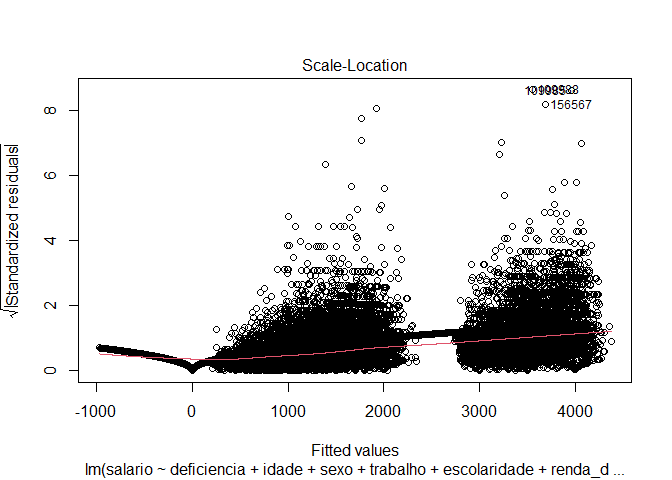 Scale-Location
√|Standardized residuals|
8
6
4
2
0
156567
-1000 0 1000 2000 3000 4000
Fitted values
lm(salario ~ deficiencia + idade + sexo + trabalho + escolaridade + renda_d ...